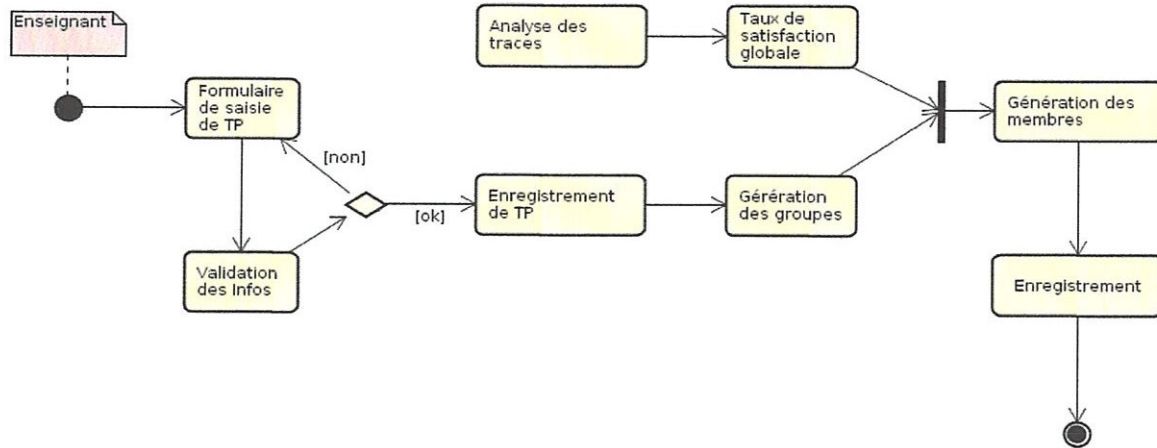 Enseignant
Analyse des
traces
Taux de
satisfaction
globale
Formulaire
de saisie
de TP
Génération des
membres
[non]
Enregistrement
de TP
Gérération
des groupes
[ok]
Validation
des Infos
Enregistrement